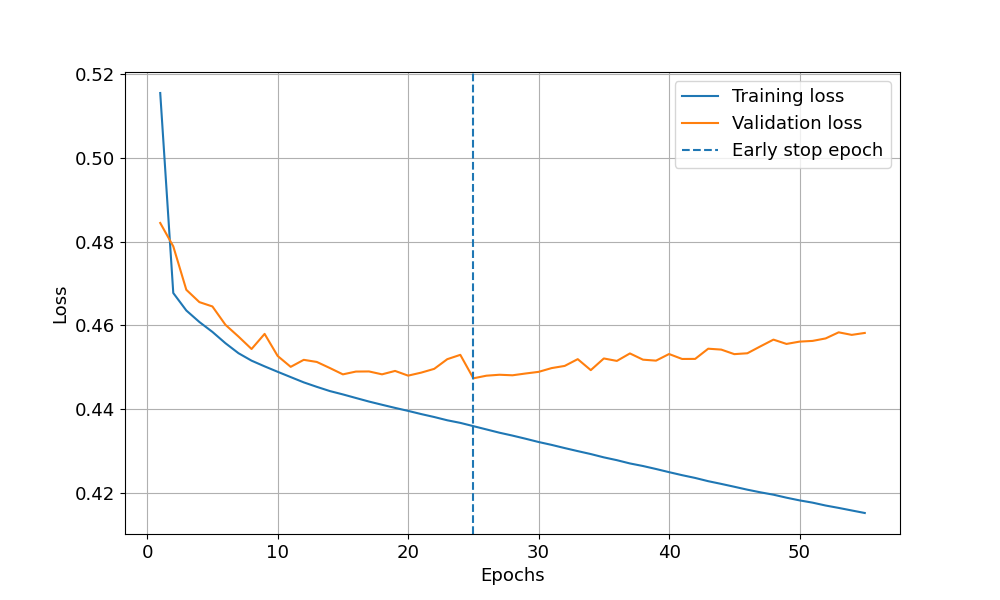 0.52
0.50
0.48
0.46
0.44
0.42
Loss
Training loss
Validation loss
Early stop epoch
0 10 20 30 40 50
Epochs